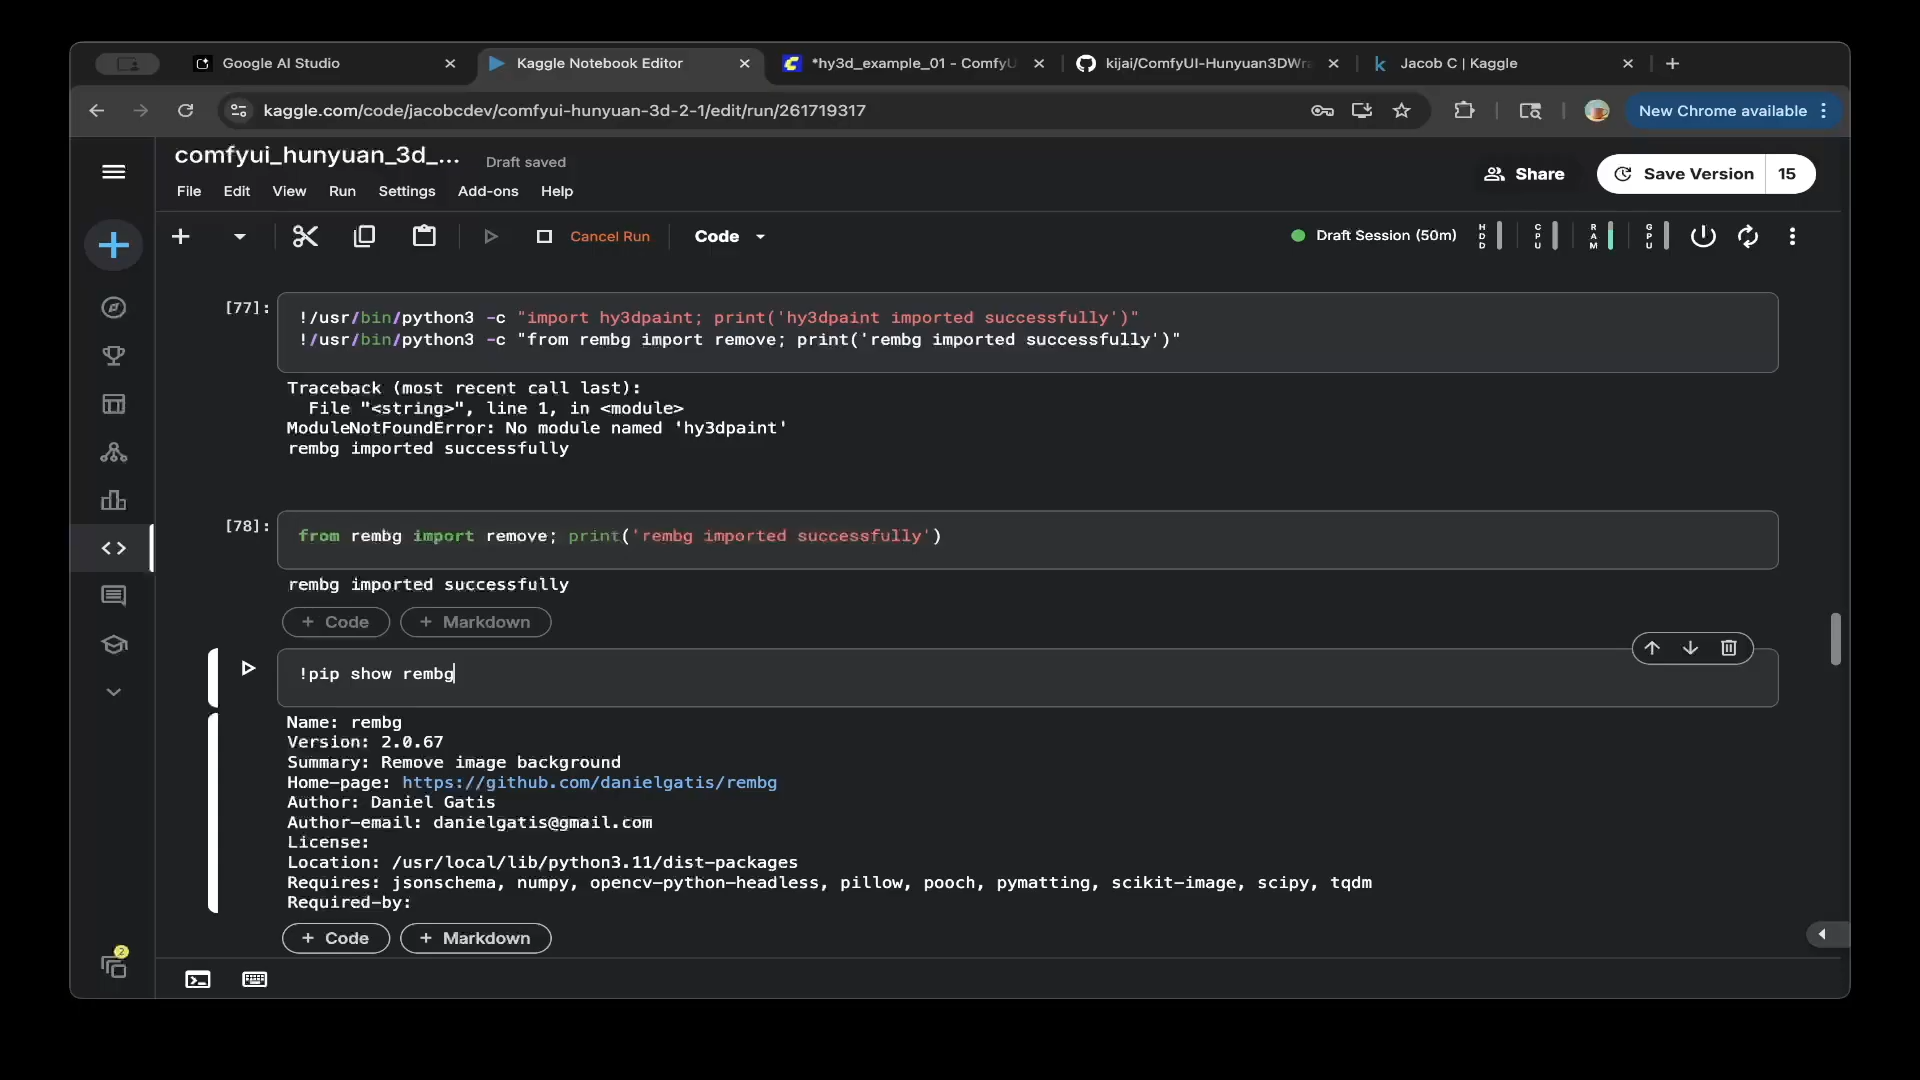 Google AI Studio
Kaggle Notebook Editor
*hy3d_example_01 - ComfyU
kijai/ComfyUI-Hunyuan3DWra
Jacob C | Kaggle
kaggle.com/code/jacobcdev/comfyui-hunyuan-3d-2-1/edit/run/261719317
New Chrome available
comfyui_hunyuan_3d_...
Draft saved
File Edit View Run Settings Add-ons Help
Share
Save Version 15
Cancel Run
Code
Draft Session (50m)
HDD
CPU
RAM
GPU
[77]:
!/usr/bin/python3 -c "import hy3dpaint; print('hy3dpaint imported successfully')"
!/usr/bin/python3 -c "from rembg import remove; print('rembg imported successfully')"
Traceback (most recent call last):
File "<string>", line 1, in <module>
ModuleNotFoundError: No module named 'hy3dpaint'
rembg imported successfully
[78]:
from rembg import remove; print('rembg imported successfully')
rembg imported successfully
+ Code + Markdown
!pip show rembg
Name: rembg
Version: 2.0.67
Summary: Remove image background
Home-page: https://github.com/danielgatis/rembg
Author: Daniel Gatis
Author-email: danielgatis@gmail.com
License:
Location: /usr/local/lib/python3.11/dist-packages
Requires: jsonschema, numpy, opencv-python-headless, pillow, pooch, pymatting, scikit-image, scipy, tqdm
Required-by:
+ Code + Markdown
2